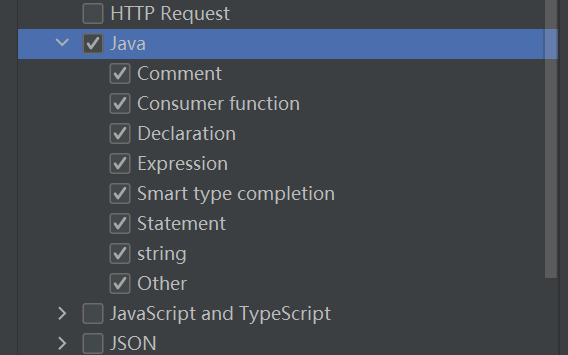 HTTP Request
Java
Comment
Consumer function
Declaration
Expression
Smart type completion
Statement
string
Other
JavaScript and TypeScript
JSON